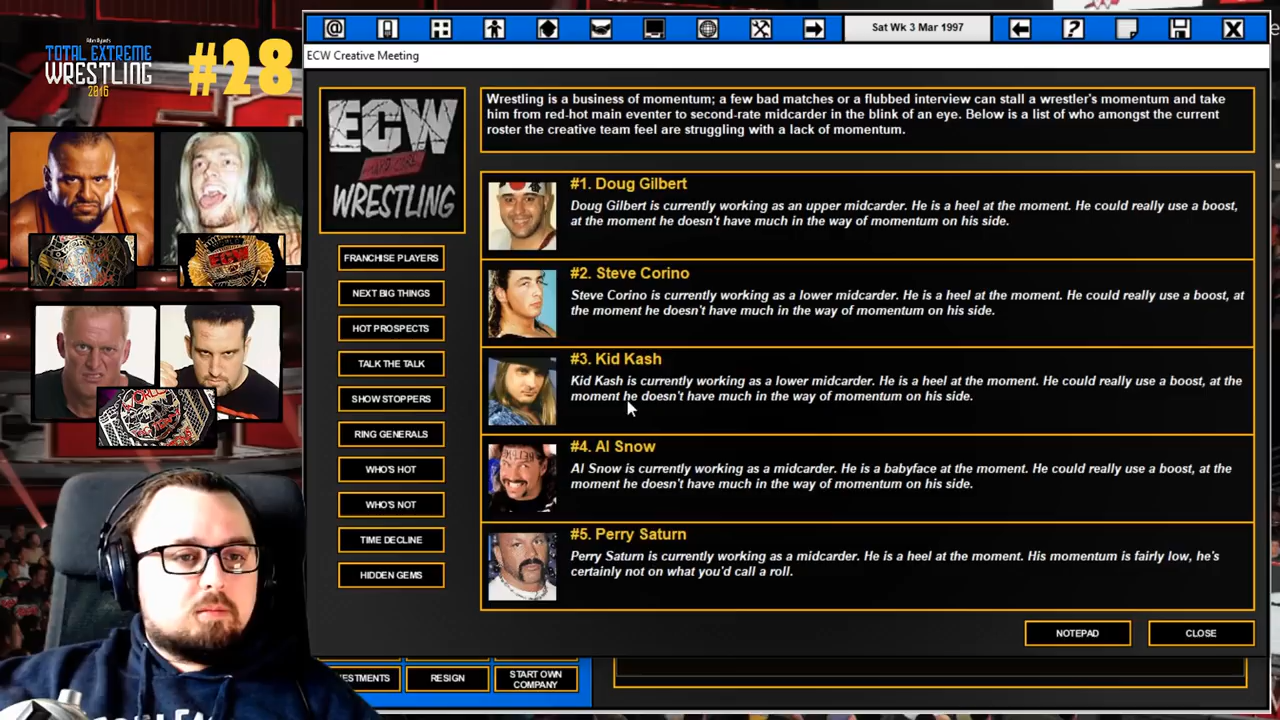 Adam Ryland's
TOTAL EXTREME
WRESTLING
2016
#28
@
Sat Wk 3 Mar 1997
?
X
ECW Creative Meeting
ECW
HARDCORE
WRESTLING
Wrestling is a business of momentum; a few bad matches or a flubbed interview can stall a wrestler's momentum and take
him from red-hot main eventer to second-rate midcarder in the blink of an eye. Below is a list of who amongst the current
roster the creative team feel are struggling with a lack of momentum.
FRANCHISE PLAYERS
NEXT BIG THINGS
HOT PROSPECTS
TALK THE TALK
SHOW STOPPERS
RING GENERALS
WHO'S HOT
WHO'S NOT
TIME DECLINE
HIDDEN GEMS
#1. Doug Gilbert
Doug Gilbert is currently working as an upper midcarder. He is a heel at the moment. He could really use a boost,
at the moment he doesn't have much in the way of momentum on his side.
#2. Steve Corino
Steve Corino is currently working as a lower midcarder. He is a heel at the moment. He could really use a boost, at
the moment he doesn't have much in the way of momentum on his side.
#3. Kid Kash
Kid Kash is currently working as a lower midcarder. He is a heel at the moment. He could really use a boost, at the
moment he doesn't have much in the way of momentum on his side.
#4. Al Snow
Al Snow is currently working as a midcarder. He is a babyface at the moment. He could really use a boost, at the
moment he doesn't have much in the way of momentum on his side.
#5. Perry Saturn
Perry Saturn is currently working as a midcarder. He is a heel at the moment. His momentum is fairly low, he's
certainly not on what you'd call a roll.
NOTEPAD
CLOSE
ESTMENTS
RESIGN
START OWN
COMPANY
ECW